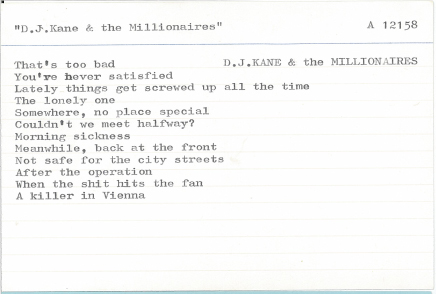 "D.J.Kane & the Millionaires" A 12158
That's too bad D.J.KANE & the MILLIONAIRES
You're never satisfied
Lately things get screwed up all the time
The lonely one
Somewhere, no place special
Couldn't we meet halfway?
Morning sickness
Meanwhile, back at the front
Not safe for the city streets
After the operation
When the shit hits the fan
A killer in Vienna